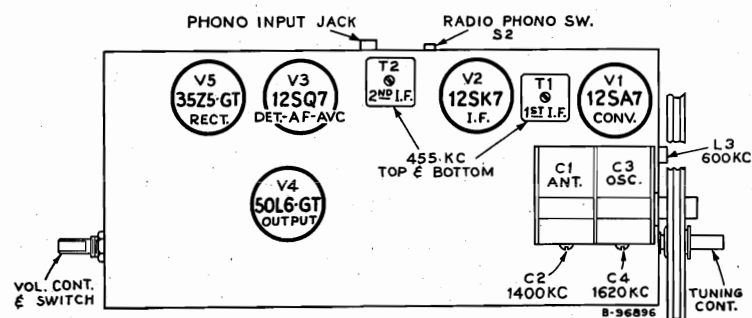 PHONO INPUT JACK
RADIO PHONO SW.
S2
V5
35Z5-GT
RECT.
V3
12SQ7
DET.-AF-AVC
T2
2ND I.F.
V2
12SK7
I.F.
T1
1ST I.F.
V1
12SA7
CONV.
455 KC
TOP & BOTTOM
L3
600KC
C1
ANT.
C3
OSC.
V4
50L6-GT
OUTPUT
VOL. CONT.
& SWITCH
C2
1400KC
C4
1620KC
TUNING
CONT.
B-96896